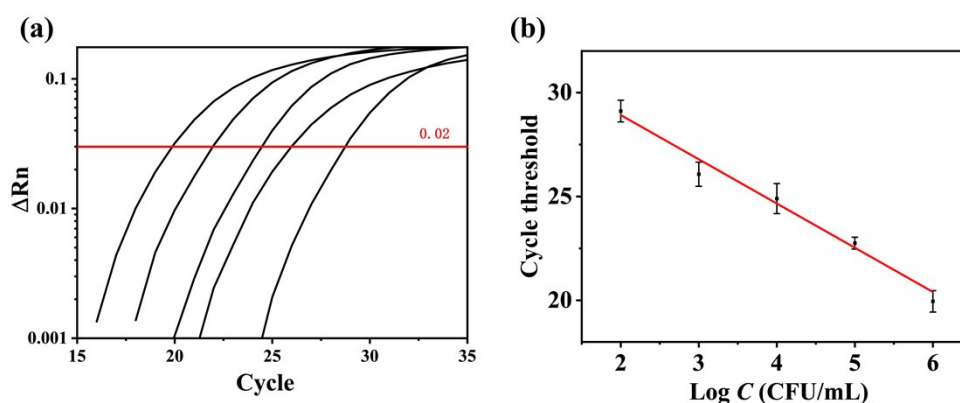 (a)
0.1
0.01
0.001
ΔRn
0.02
15 20 25 30 35
Cycle
(b)
30
25
20
Cycle threshold
2 3 4 5 6
Log C (CFU/mL)